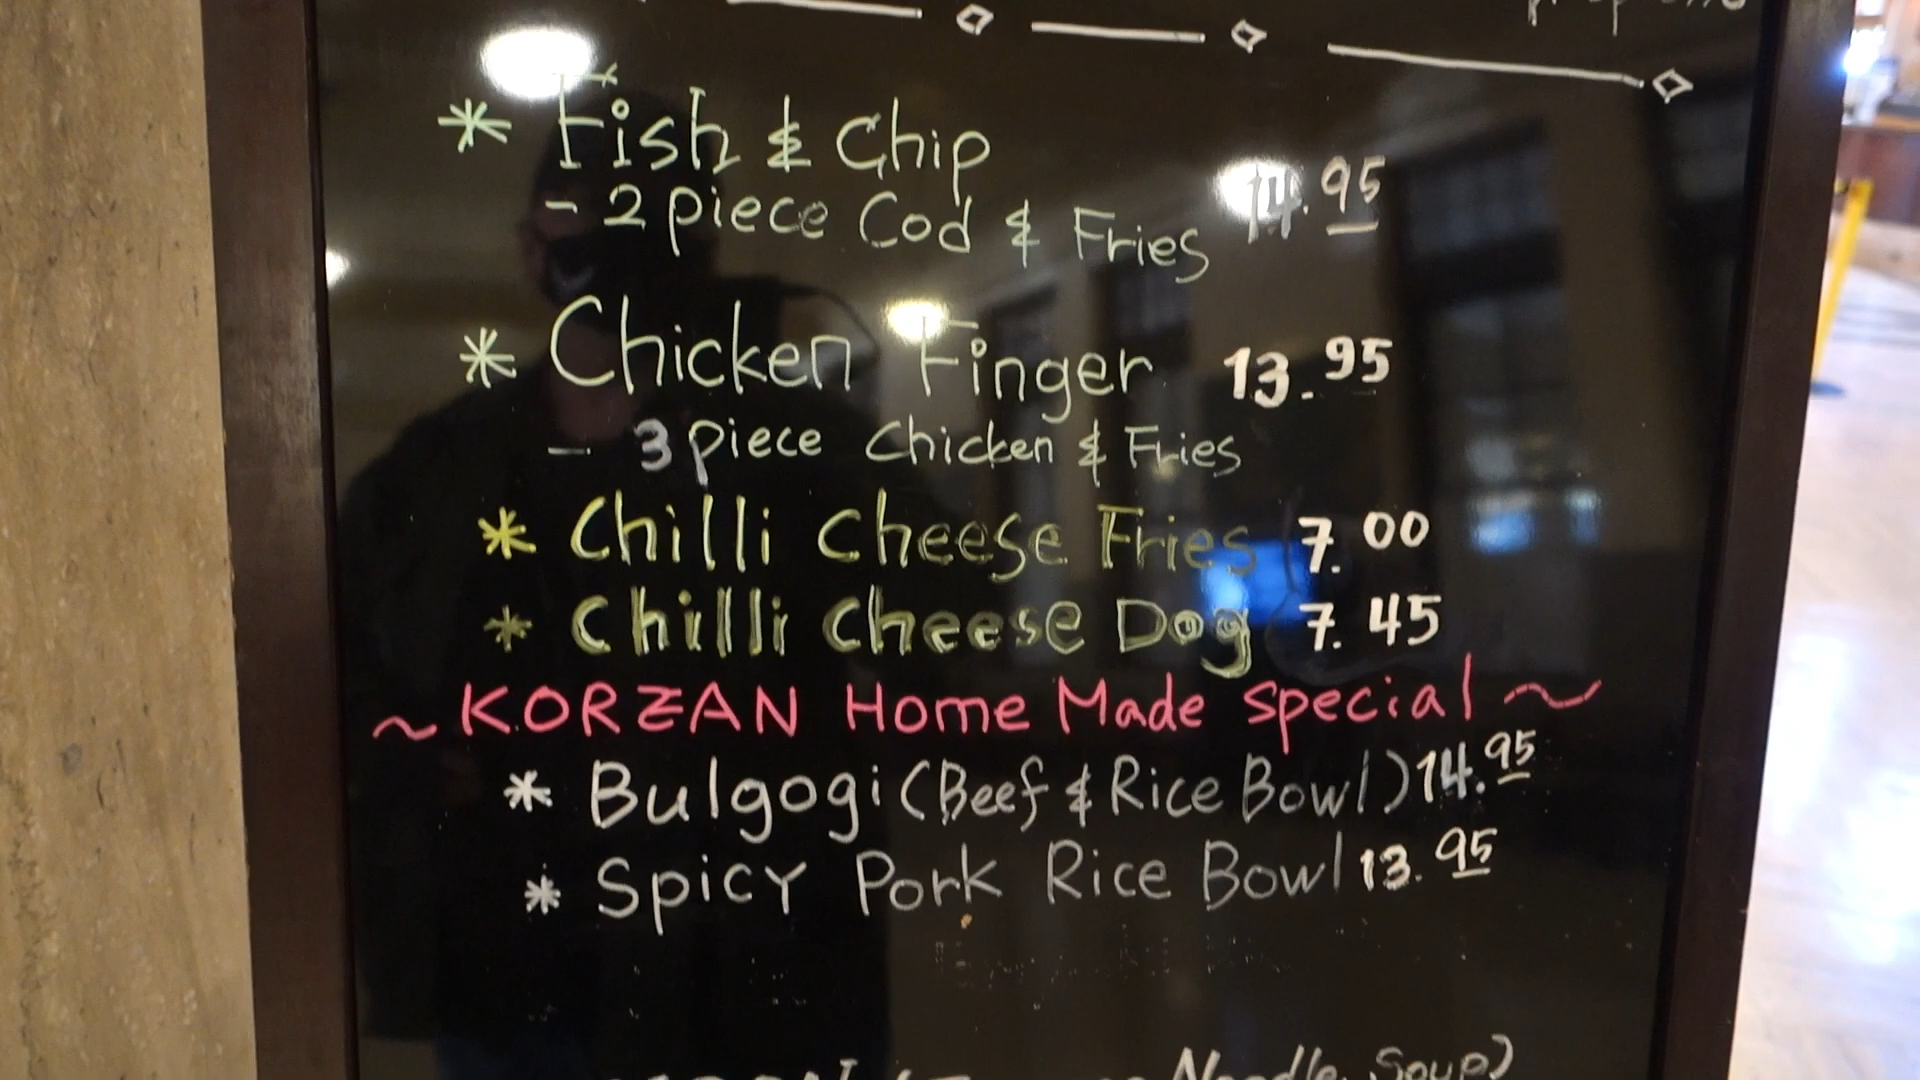 * Fish & Chip
- 2 piece Cod & Fries 14.95
* Chicken Finger 13.95
- 3 piece Chicken & Fries
* Chilli Cheese Fries 7.00
* Chilli Cheese Dog 7.45
~ KOREAN Home Made Special ~
* Bulgogi (Beef & Rice Bowl) 14.95
* Spicy Pork Rice Bowl 13.95
Noodle Soup)